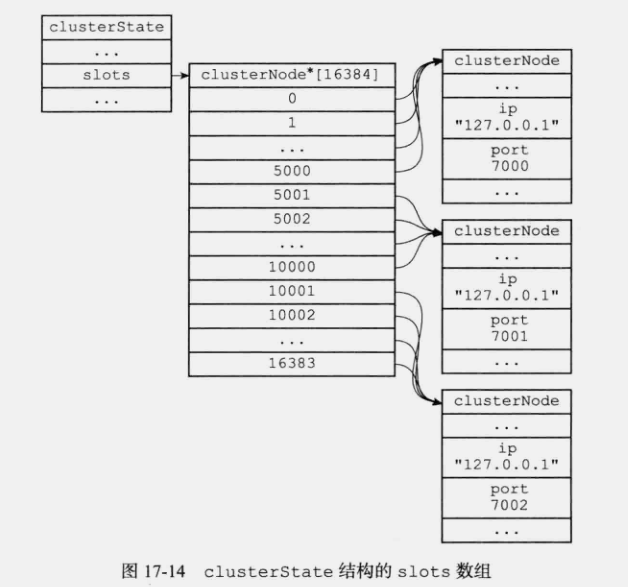 clusterState
...
slots
...
clusterNode*[16384]
0
1
...
5000
5001
5002
...
10000
10001
10002
...
16383
clusterNode
...
ip
"127.0.0.1"
port
7000
...
clusterNode
...
ip
"127.0.0.1"
port
7001
...
clusterNode
...
ip
"127.0.0.1"
port
7002
...
图 17-14 clusterState 结构的 slots 数组